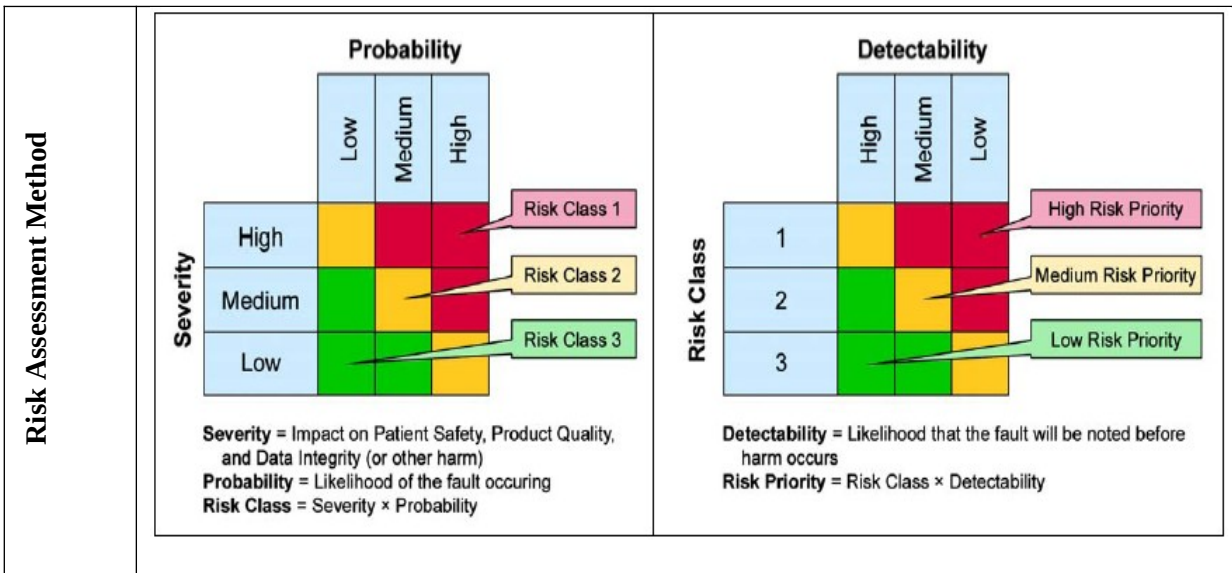 Risk Assessment Method
Probability
Low
Medium
High
Severity
High
Medium
Low
Risk Class 1
Risk Class 2
Risk Class 3
Severity = Impact on Patient Safety, Product Quality,
and Data Integrity (or other harm)
Probability = Likelihood of the fault occuring
Risk Class = Severity × Probability
Detectability
High
Medium
Low
Risk Class
1
2
3
High Risk Priority
Medium Risk Priority
Low Risk Priority
Detectability = Likelihood that the fault will be noted before
harm occurs
Risk Priority = Risk Class × Detectability